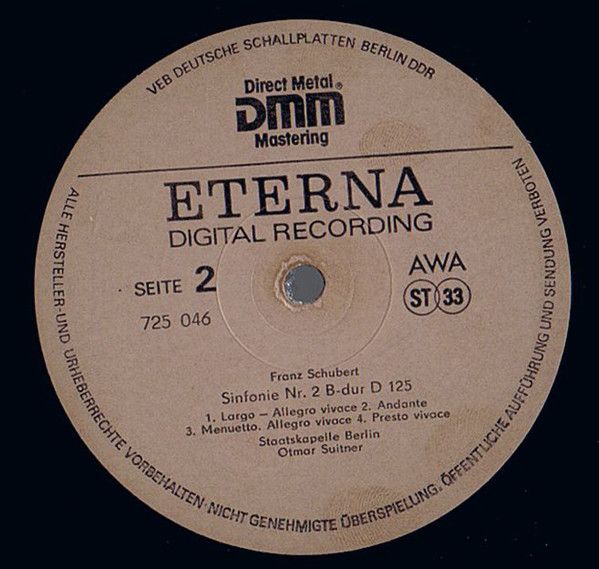 VEB DEUTSCHE SCHALLPLATTEN BERLIN DDR
Direct Metal®
DMM
Mastering
ETERNA
DIGITAL RECORDING
SEITE 2
AWA
725 046
ST 33
Franz Schubert
Sinfonie Nr. 2 B-dur D 125
1. Largo – Allegro vivace 2. Andante
3. Menuetto. Allegro vivace 4. Presto vivace
Staatskapelle Berlin
Otmar Suitner
ALLE HERSTELLER-UND URHEBERRECHTE VORBEHALTEN·NICHT GENEHMIGTE ÜBERSPIELUNG, ÖFFENTLICHE AUFFÜHRUNG UND SENDUNG VERBOTEN